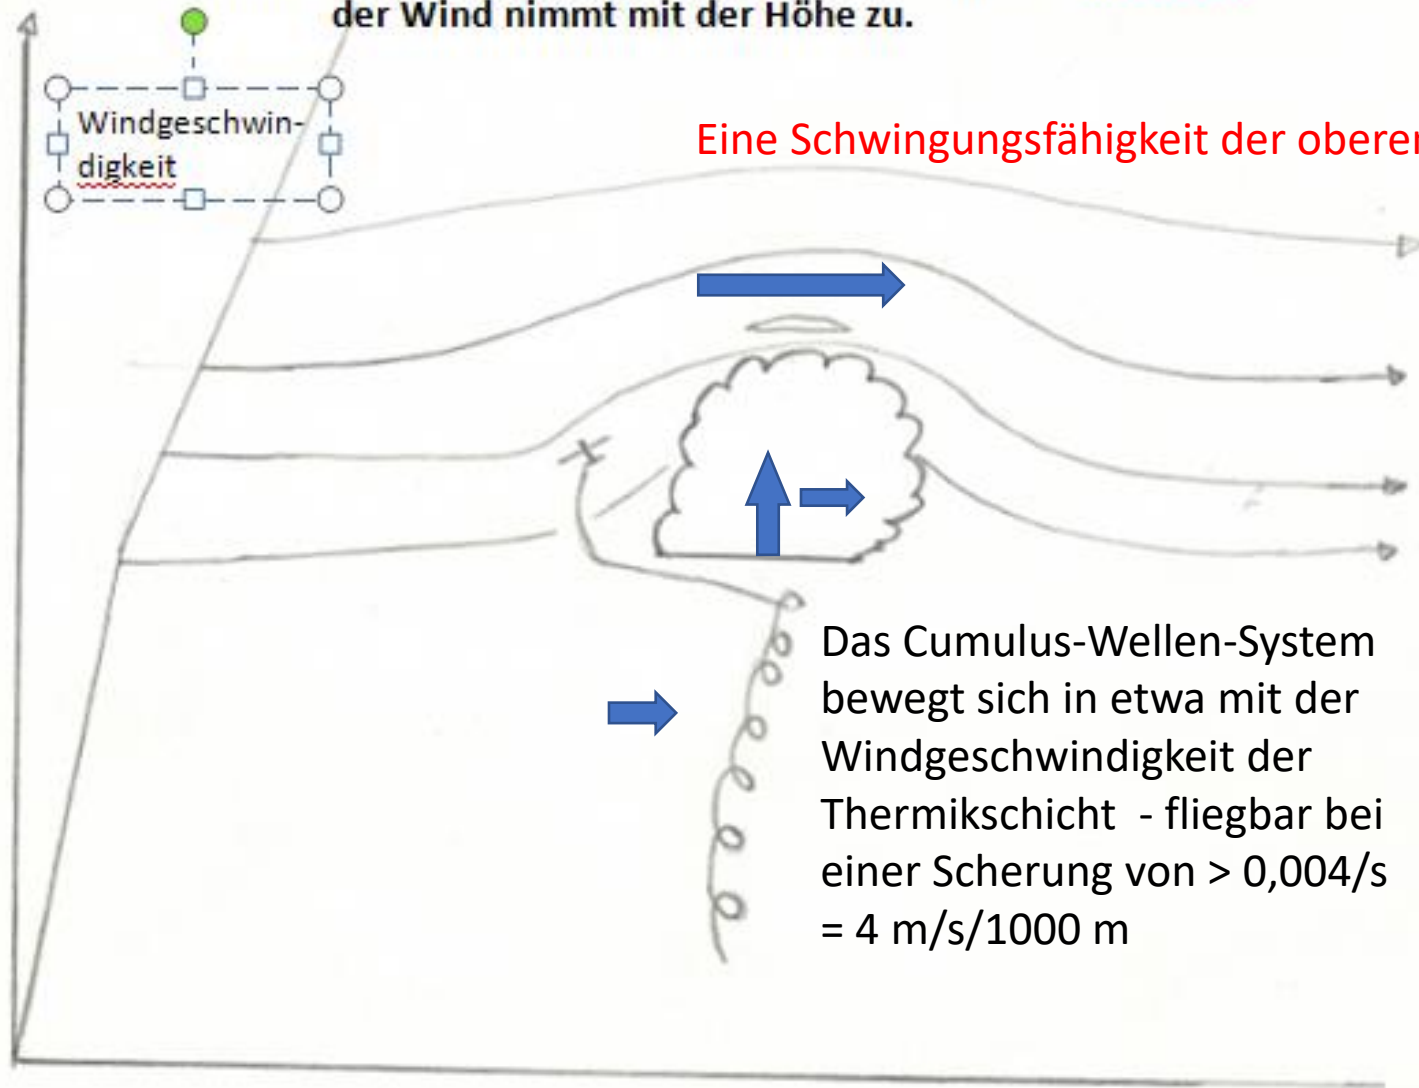 der Wind nimmt mit der Höhe zu.
Windgeschwin-
digkeit
Eine Schwingungsfähigkeit der oberen
Das Cumulus-Wellen-System
bewegt sich in etwa mit der
Windgeschwindigkeit der
Thermikschicht - fliegbar bei
einer Scherung von > 0,004/s
= 4 m/s/1000 m